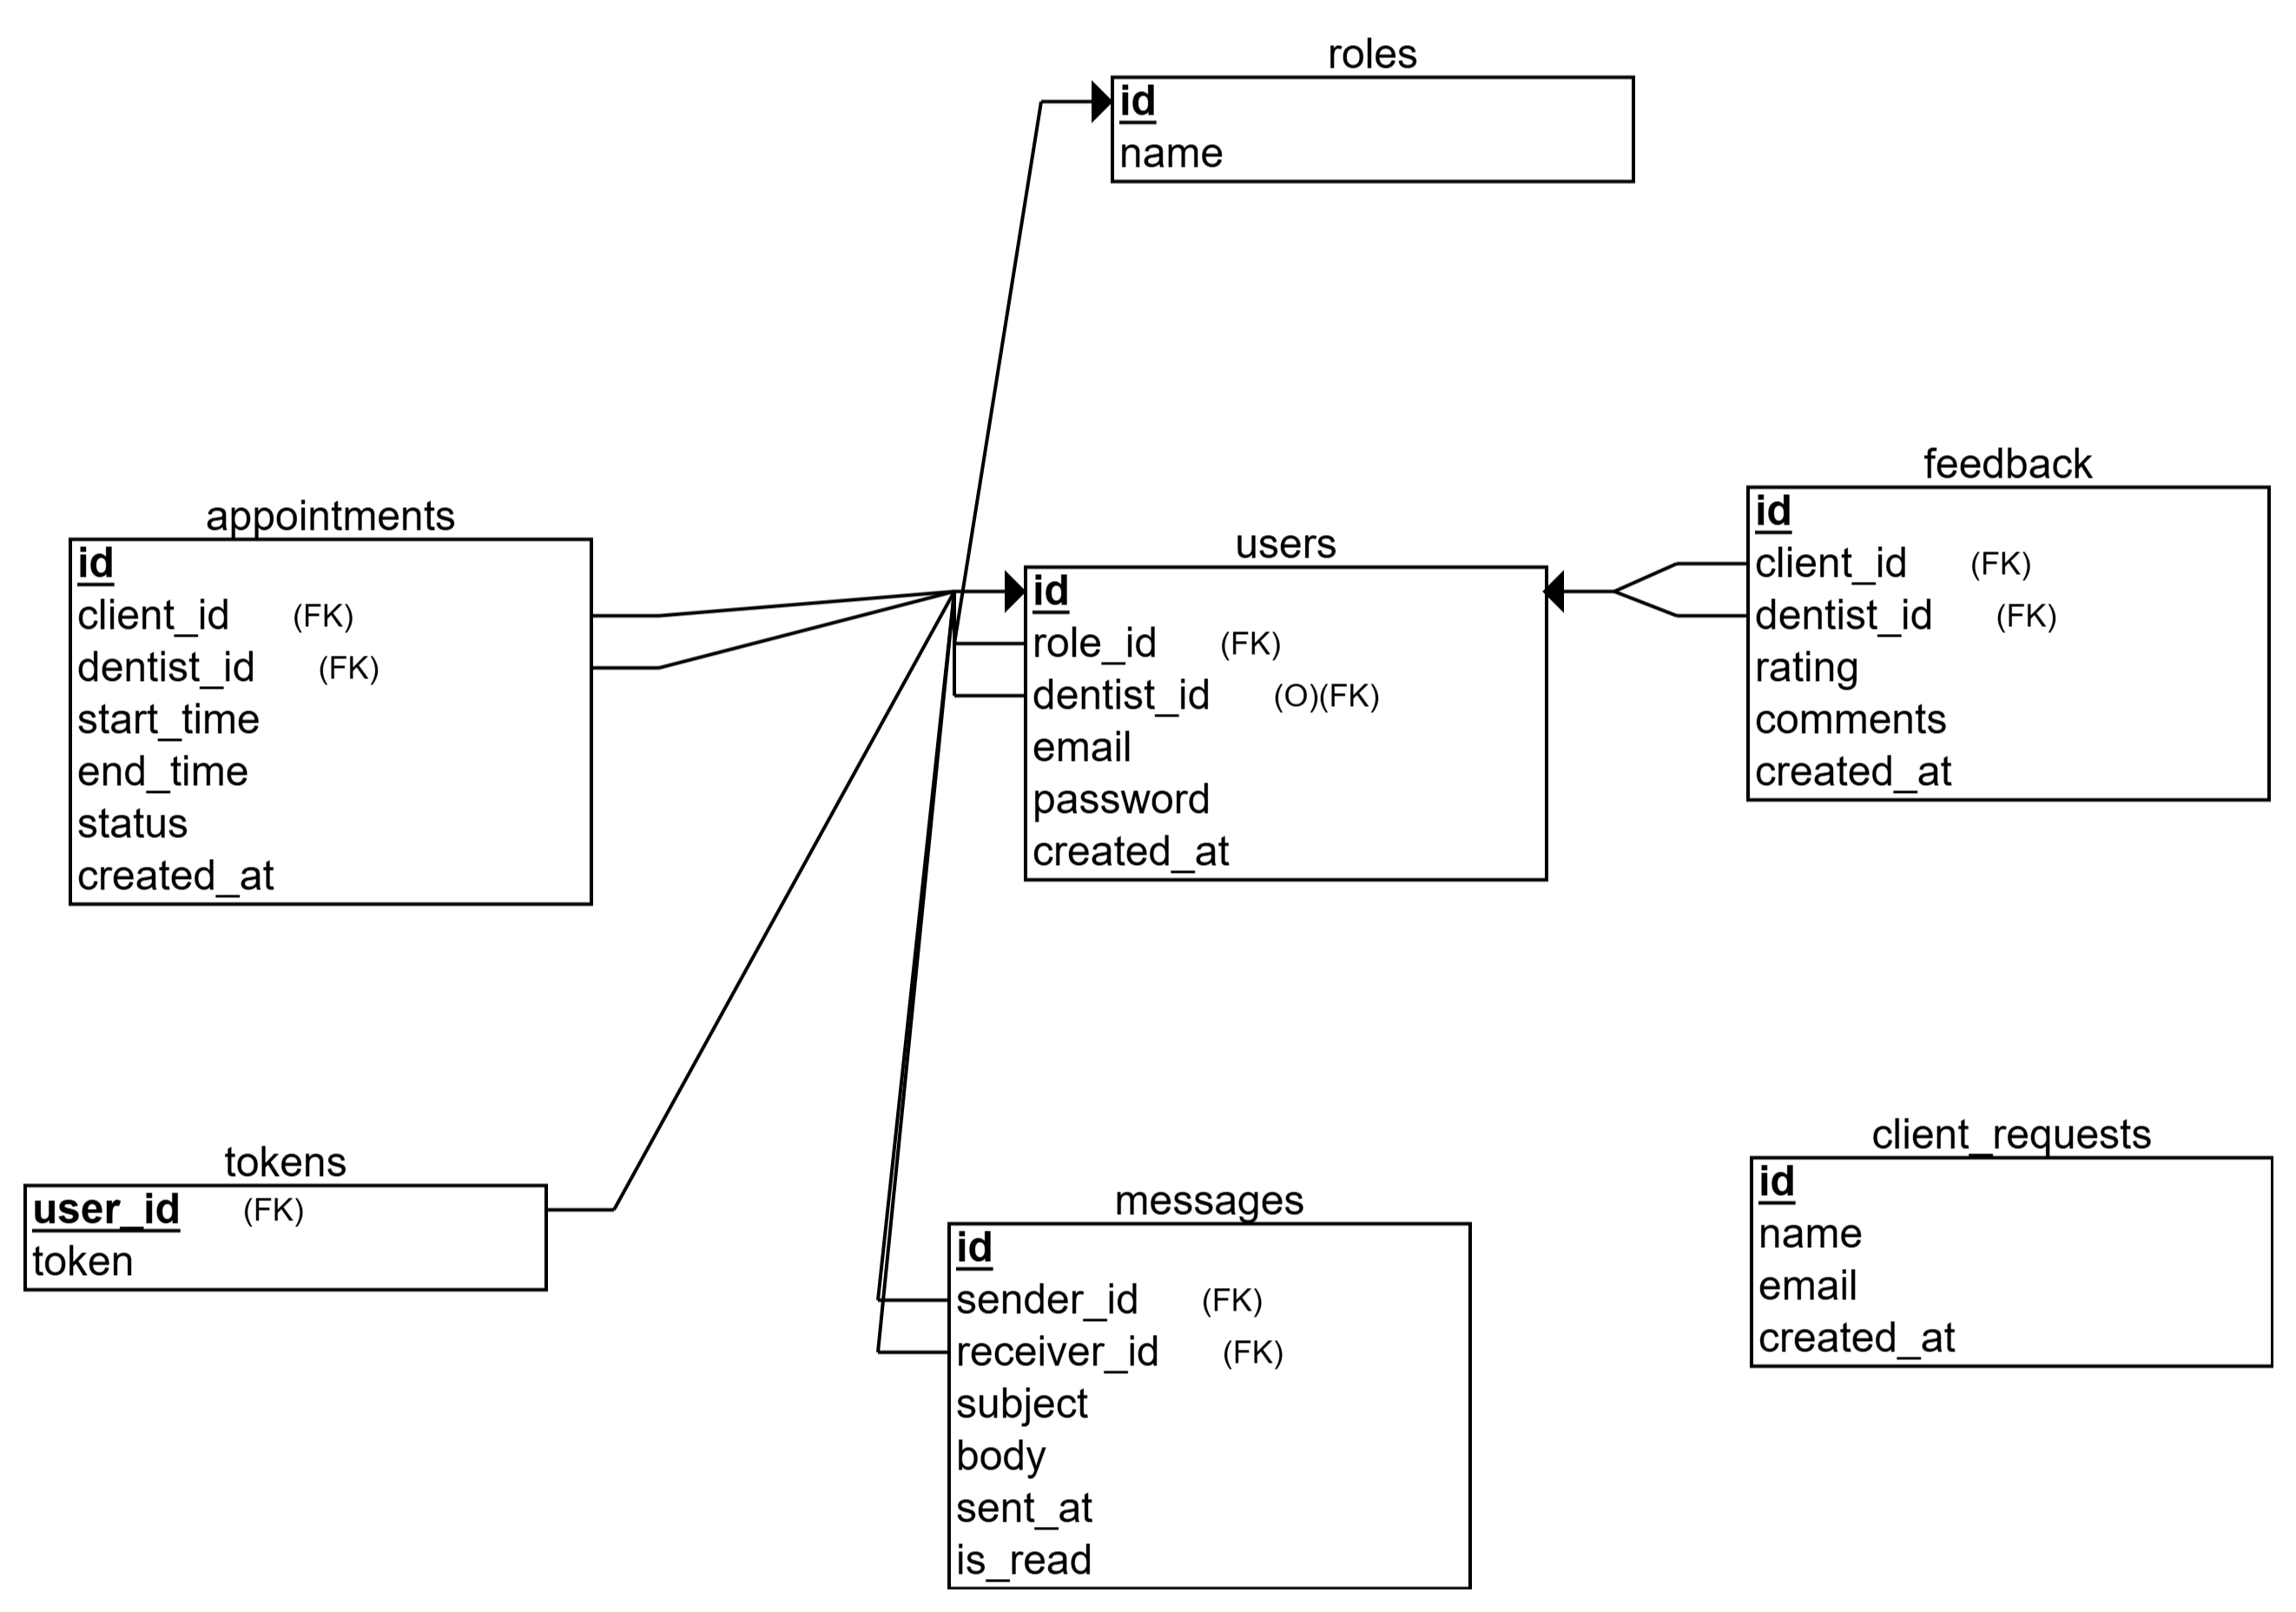 roles
id
name
appointments
id
client_id (FK)
dentist_id (FK)
start_time
end_time
status
created_at
users
id
role_id (FK)
dentist_id (O)(FK)
email
password
created_at
feedback
id
client_id (FK)
dentist_id (FK)
rating
comments
created_at
tokens
user_id (FK)
token
messages
id
sender_id (FK)
receiver_id (FK)
subject
body
sent_at
is_read
client_requests
id
name
email
created_at